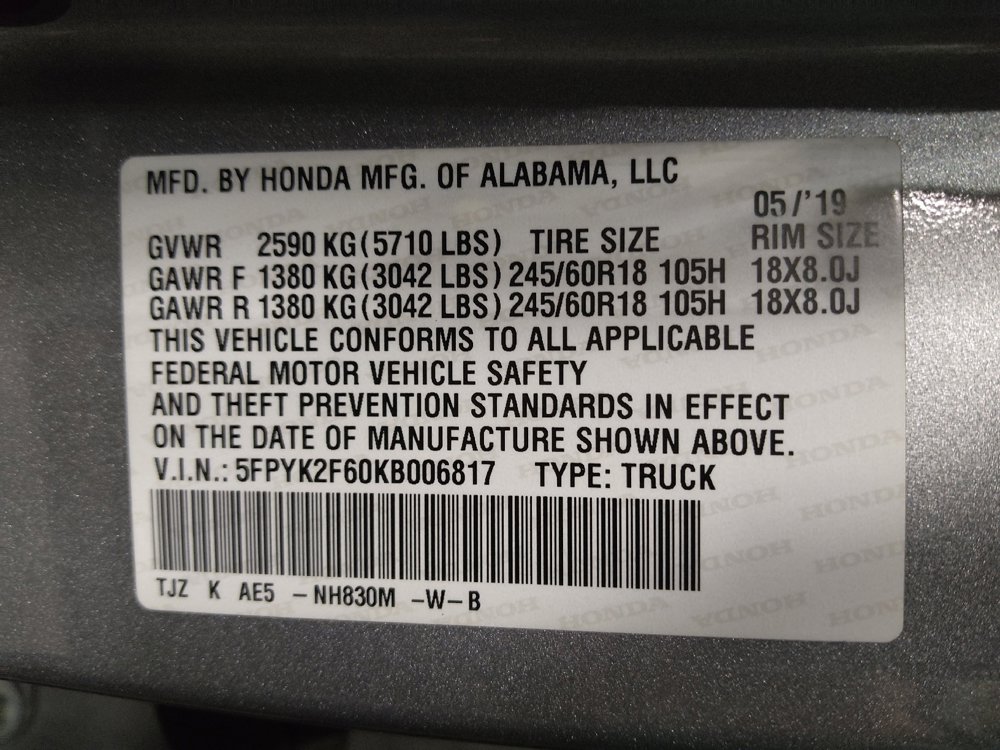 MFD. BY HONDA MFG. OF ALABAMA, LLC
05/'19
GVWR 2590 KG (5710 LBS) TIRE SIZE RIM SIZE
GAWR F 1380 KG (3042 LBS) 245/60R18 105H 18X8.0J
GAWR R 1380 KG (3042 LBS) 245/60R18 105H 18X8.0J
THIS VEHICLE CONFORMS TO ALL APPLICABLE
FEDERAL MOTOR VEHICLE SAFETY
AND THEFT PREVENTION STANDARDS IN EFFECT
ON THE DATE OF MANUFACTURE SHOWN ABOVE.
V.I.N.: 5FPYK2F60KB006817 TYPE: TRUCK
TJZ K AE5 -NH830M -W-B